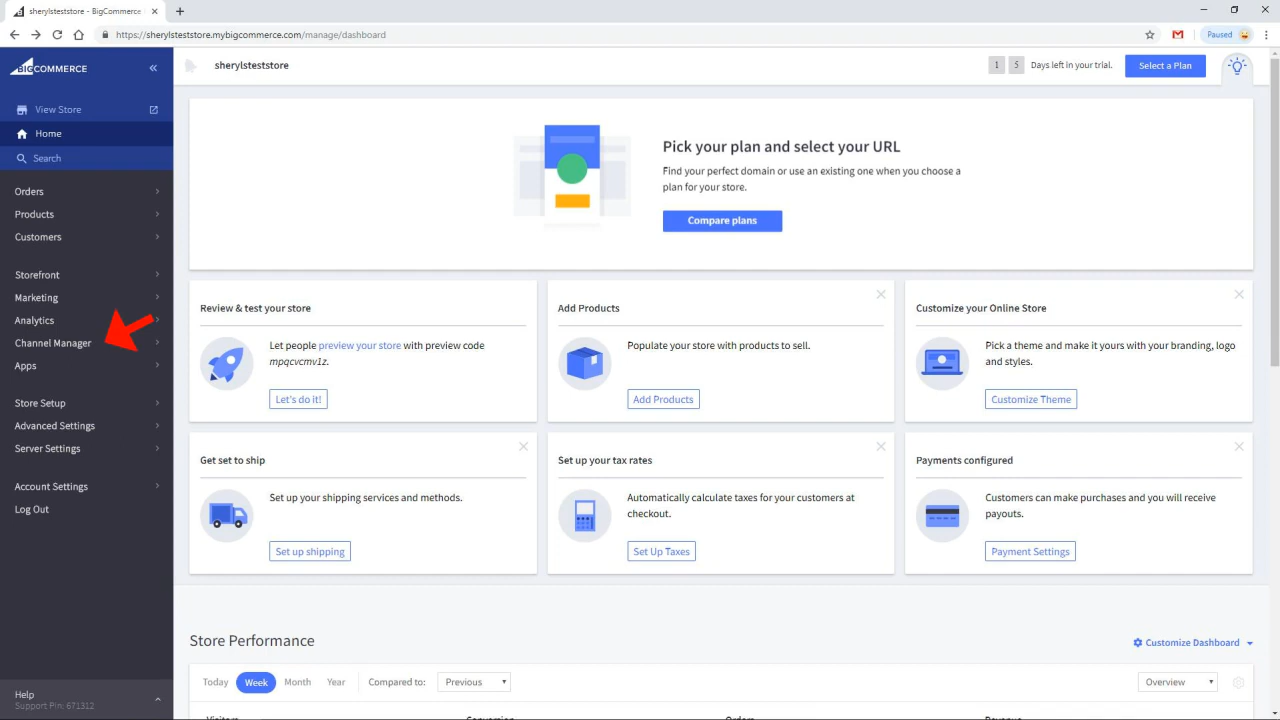 sherylsteststore - BigCommerce
https://sherylsteststore.mybigcommerce.com/manage/dashboard
Paused
BIGCOMMERCE
sherylsteststore
1 5 Days left in your trial.
Select a Plan
View Store
Home
Search
Orders
Products
Customers
Storefront
Marketing
Analytics
Channel Manager
Apps
Store Setup
Advanced Settings
Server Settings
Account Settings
Log Out
Help
Support Pin: 671312
Pick your plan and select your URL
Find your perfect domain or use an existing one when you choose a
plan for your store.
Compare plans
Review & test your store
Let people preview your store with preview code
Let's do it!
Add Products
Populate your store with products to sell.
Add Products
Customize your Online Store
Pick a theme and make it yours with your branding, logo
and styles.
Customize Theme
Get set to ship
Set up your shipping services and methods.
Set up shipping
Set up your tax rates
Automatically calculate taxes for your customers at
checkout.
Set Up Taxes
Payments configured
Customers can make purchases and you will receive
payouts.
Payment Settings
Store Performance
Customize Dashboard
Today Week Month Year Compared to: Previous
Overview
Visitors Conversion Orders Revenue